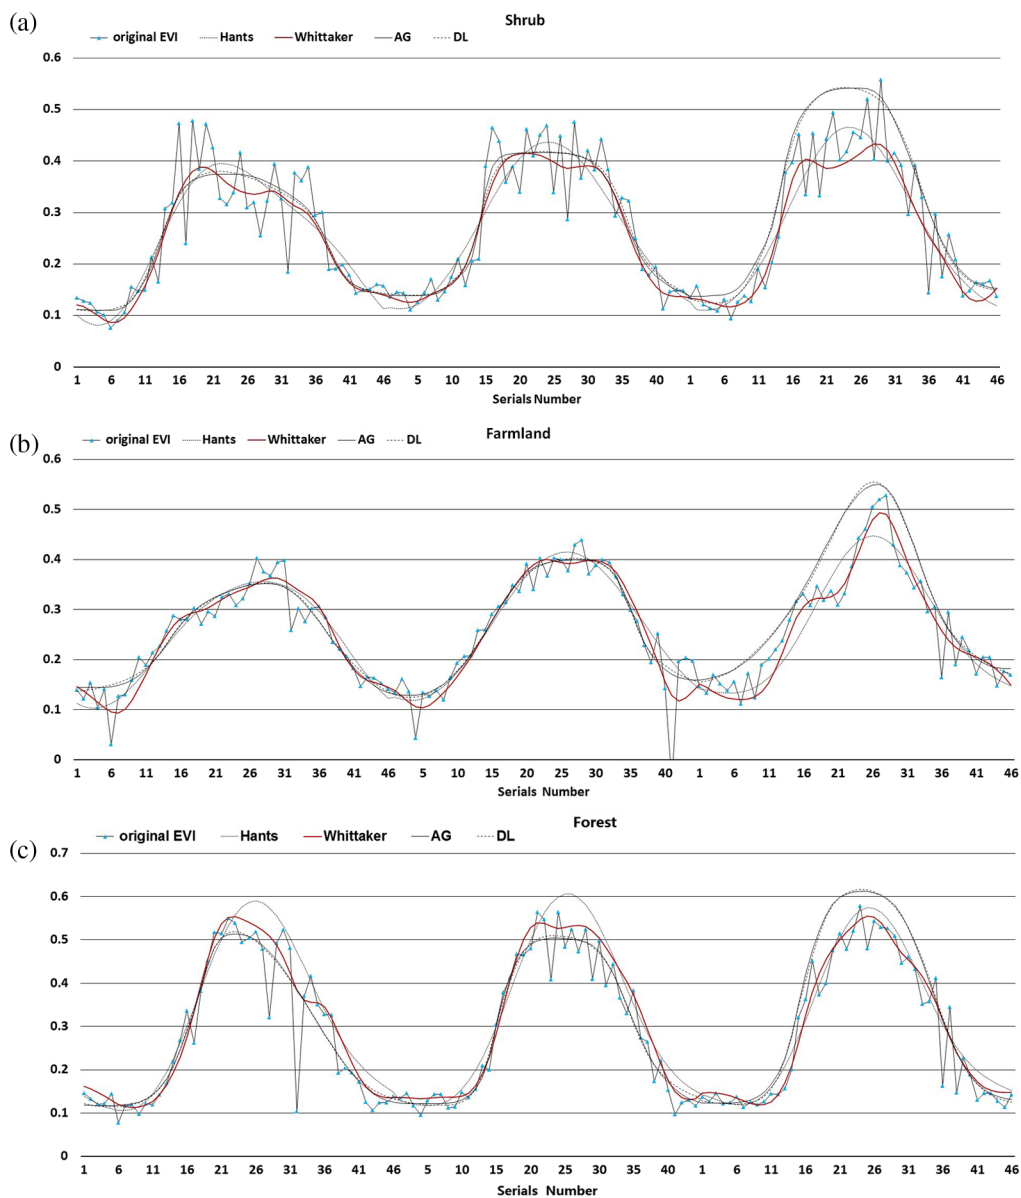 (a)
Shrub
original EVI Hants Whittaker AG DL
0.6
0.5
0.4
0.3
0.2
0.1
0
1 6 11 16 21 26 31 36 41 46 5 10 15 20 25 30 35 40 1 6 11 16 21 26 31 36 41 46
Serials Number
(b)
Farmland
original EVI Hants Whittaker AG DL
0.6
0.5
0.4
0.3
0.2
0.1
0
1 6 11 16 21 26 31 36 41 46 5 10 15 20 25 30 35 40 1 6 11 16 21 26 31 36 41 46
Serials Number
(c)
Forest
original EVI Hants Whittaker AG DL
0.7
0.6
0.5
0.4
0.3
0.2
0.1
0
1 6 11 16 21 26 31 36 41 46 5 10 15 20 25 30 35 40 1 6 11 16 21 26 31 36 41 46
Serials Number